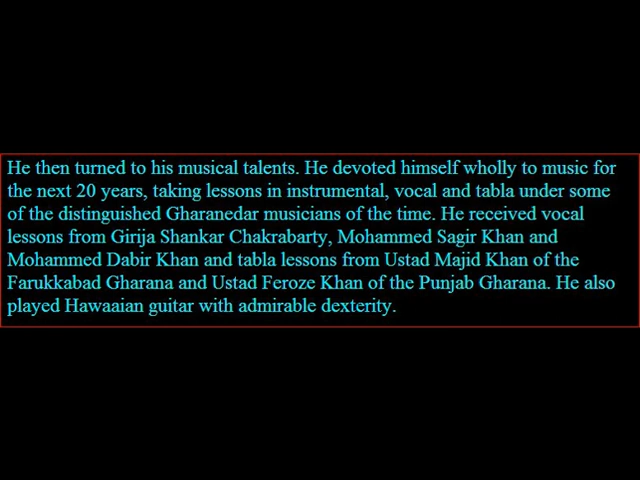 He then turned to his musical talents. He devoted himself wholly to music for
the next 20 years, taking lessons in instrumental, vocal and tabla under some
of the distinguished Gharanedar musicians of the time. He received vocal
lessons from Girija Shankar Chakrabarty, Mohammed Sagir Khan and
Mohammed Dabir Khan and tabla lessons from Ustad Majid Khan of the
Farukkabad Gharana and Ustad Feroze Khan of the Punjab Gharana. He also
played Hawaaian guitar with admirable dexterity.